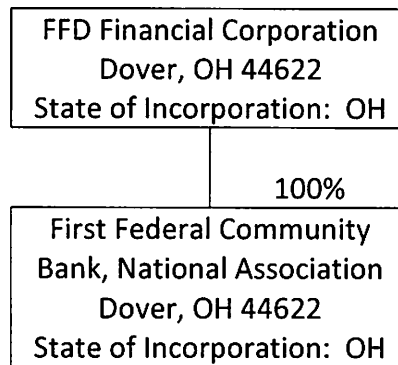 FFD Financial Corporation
Dover, OH 44622
State of Incorporation: OH
100%
First Federal Community
Bank, National Association
Dover, OH 44622
State of Incorporation: OH